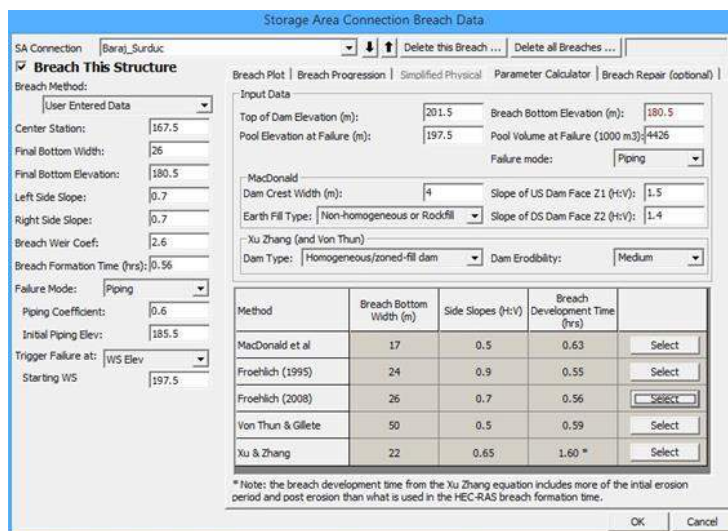 Storage Area Connection Breach Data
SA Connection Baraj_Surduc Delete this Breach ... Delete all Breaches ...
Breach This Structure
Breach Method:
User Entered Data
Center Station: 167.5
Final Bottom Width: 26
Final Bottom Elevation: 180.5
Left Side Slope: 0.7
Right Side Slope: 0.7
Breach Weir Coef: 2.6
Breach Formation Time (hrs): 0.56
Failure Mode: Piping
Piping Coefficient: 0.6
Initial Piping Elev: 185.5
Trigger Failure at: WS Elev
Starting WS 197.5
Breach Plot Breach Progression Simplified Physical Parameter Calculator Breach Repair (optional)
Input Data
Top of Dam Elevation (m): 201.5 Breach Bottom Elevation (m): 180.5
Pool Elevation at Failure (m): 197.5 Pool Volume at Failure (1000 m3): 4426
Failure mode: Piping
MacDonald
Dam Crest Width (m): 4 Slope of US Dam Face Z1 (H:V): 1.5
Earth Fill Type: Non-homogeneous or Rockfill Slope of DS Dam Face Z2 (H:V): 1.4
Xu Zhang (and Von Thun)
Dam Type: Homogeneous/zoned-fill dam Dam Erodibility: Medium
Method Breach Bottom Width (m) Side Slopes (H:V) Breach Development Time (hrs)
MacDonald et al 17 0.5 0.63 Select
Froehlich (1995) 24 0.9 0.55 Select
Froehlich (2008) 26 0.7 0.56 Select
Von Thun & Gillete 50 0.5 0.59 Select
Xu & Zhang 22 0.65 1.60 * Select
* Note: the breach development time from the Xu Zhang equation includes more of the intial erosion
period and post erosion than what is used in the HEC-RAS breach formation time.
OK Cancel